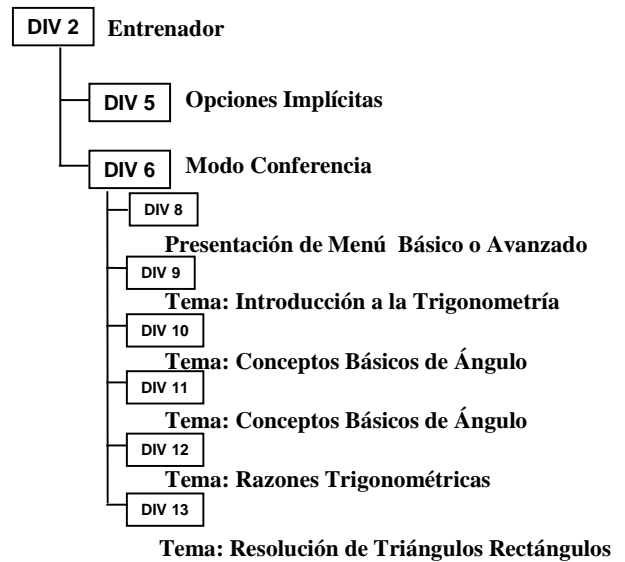 DIV 2 Entrenador
DIV 5 Opciones Implícitas
DIV 6 Modo Conferencia
DIV 8
Presentación de Menú Básico o Avanzado
DIV 9
Tema: Introducción a la Trigonometría
DIV 10
Tema: Conceptos Básicos de Ángulo
DIV 11
Tema: Conceptos Básicos de Ángulo
DIV 12
Tema: Razones Trigonométricas
DIV 13
Tema: Resolución de Triángulos Rectángulos